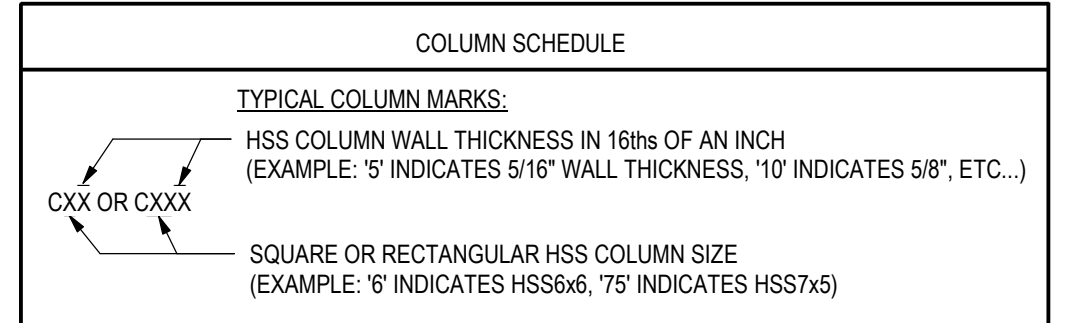 COLUMN SCHEDULE
TYPICAL COLUMN MARKS:
HSS COLUMN WALL THICKNESS IN 16ths OF AN INCH
(EXAMPLE: '5' INDICATES 5/16" WALL THICKNESS, '10' INDICATES 5/8", ETC...)
CXX OR CXXX
SQUARE OR RECTANGULAR HSS COLUMN SIZE
(EXAMPLE: '6' INDICATES HSS6x6, '75' INDICATES HSS7x5)